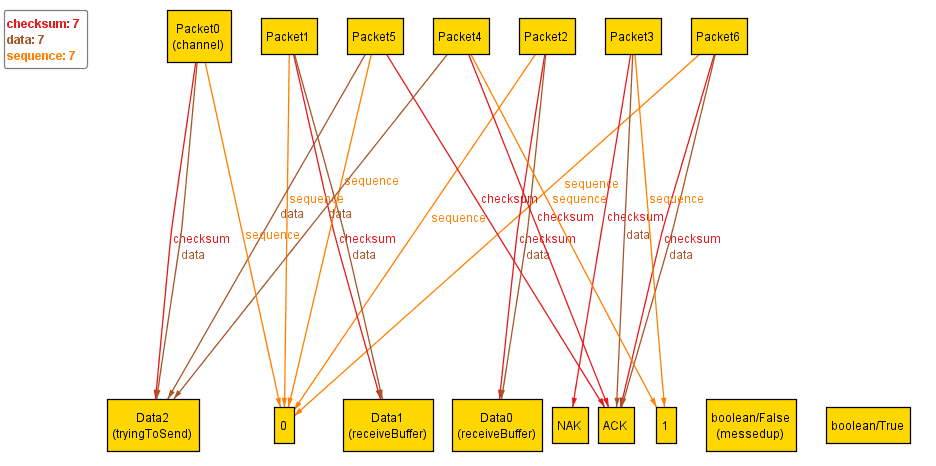 checksum: 7
data: 7
sequence: 7
Packet0
(channel)
Packet1
Packet5
Packet4
Packet2
Packet3
Packet6
sequence
sequence
sequence
checksum
sequence
sequence
data
data
sequence
checksum
checksum
data
checksum
sequence
checksum
checksum
checksum
data
data
data
data
Data2
(tryingToSend)
0
Data1
(receiveBuffer)
Data0
(receiveBuffer)
NAK
ACK
1
boolean/False
(messedup)
boolean/True